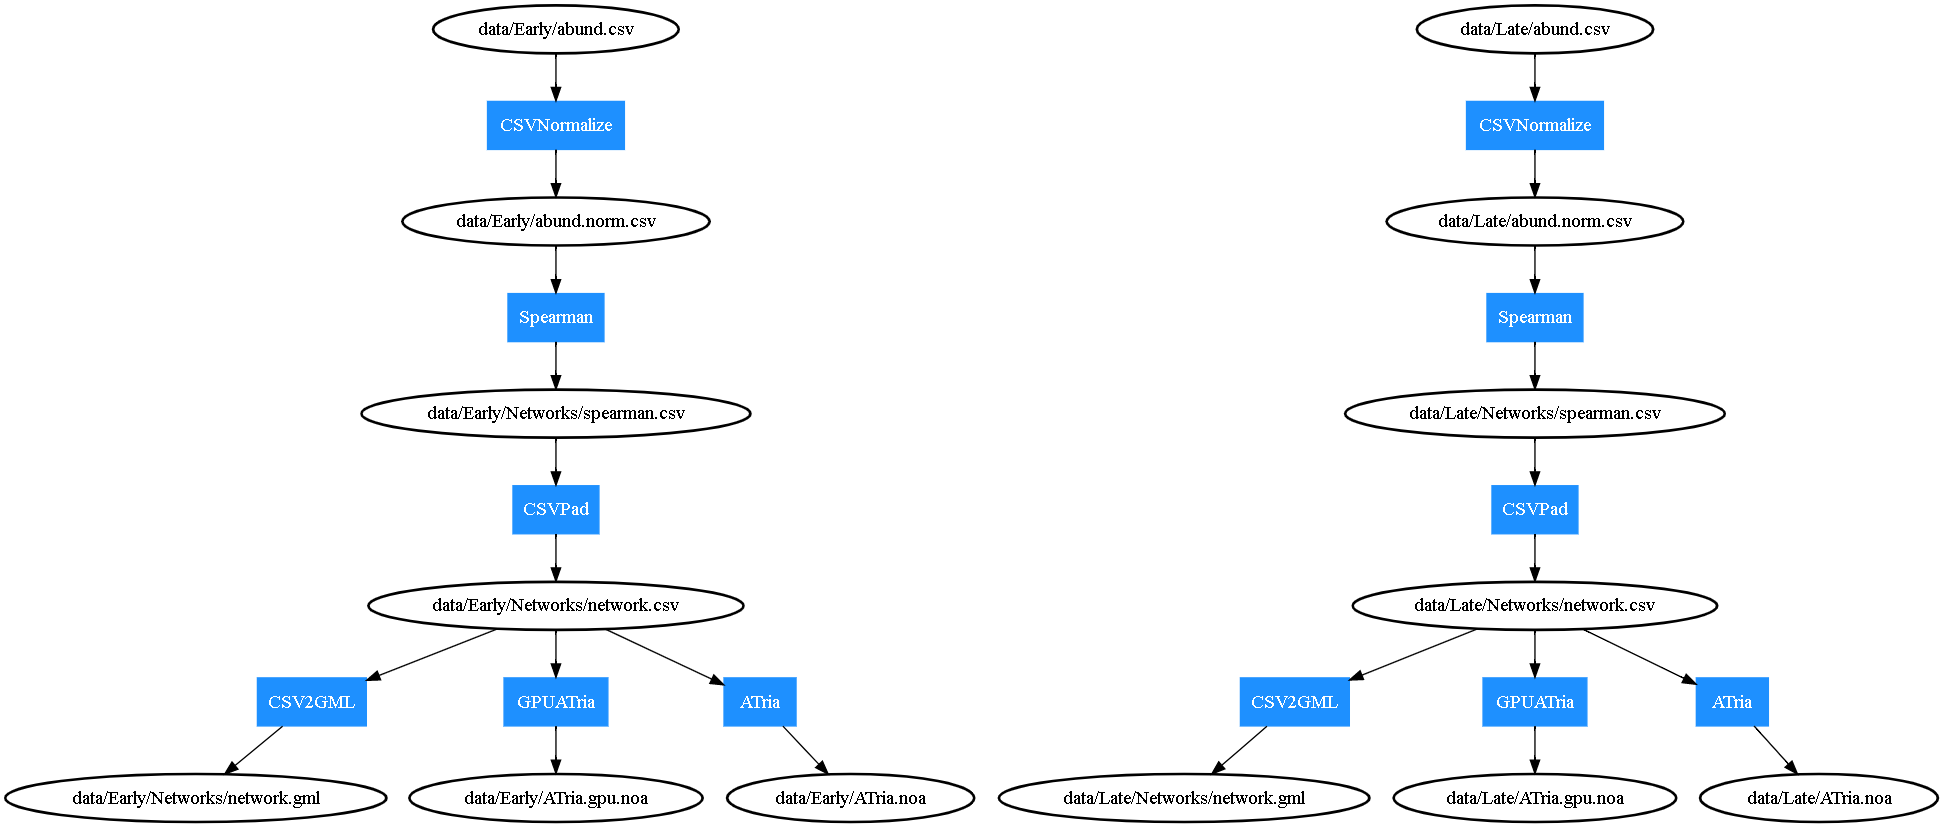 data/Early/abund.csv
data/Late/abund.csv
CSVNormalize
CSVNormalize
data/Early/abund.norm.csv
data/Late/abund.norm.csv
Spearman
Spearman
data/Early/Networks/spearman.csv
data/Late/Networks/spearman.csv
CSVPad
CSVPad
data/Early/Networks/network.csv
data/Late/Networks/network.csv
CSV2GML
GPUATria
ATria
CSV2GML
GPUATria
ATria
data/Early/Networks/network.gml
data/Early/ATria.gpu.noa
data/Early/ATria.noa
data/Late/Networks/network.gml
data/Late/ATria.gpu.noa
data/Late/ATria.noa